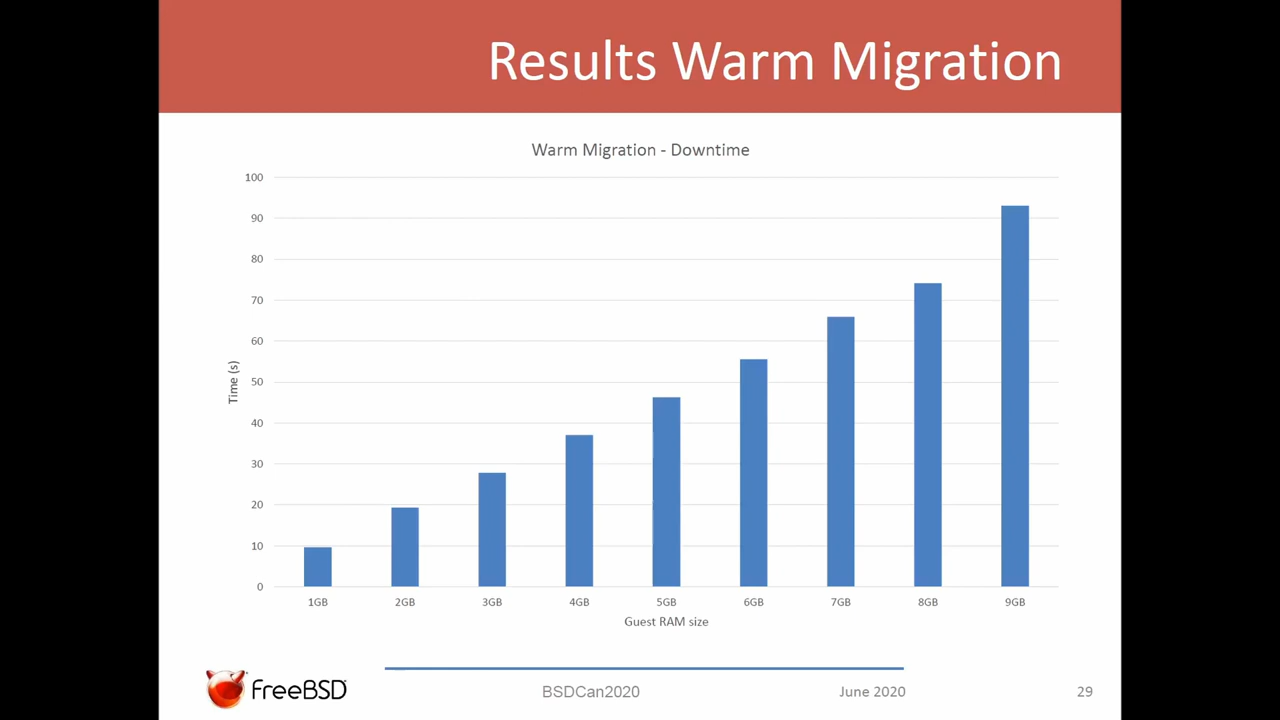 Results Warm Migration
Warm Migration - Downtime
100
90
80
70
60
50
40
30
20
10
0
Time (s)
1GB 2GB 3GB 4GB 5GB 6GB 7GB 8GB 9GB
Guest RAM size
FreeBSD BSDCan2020 June 2020 29